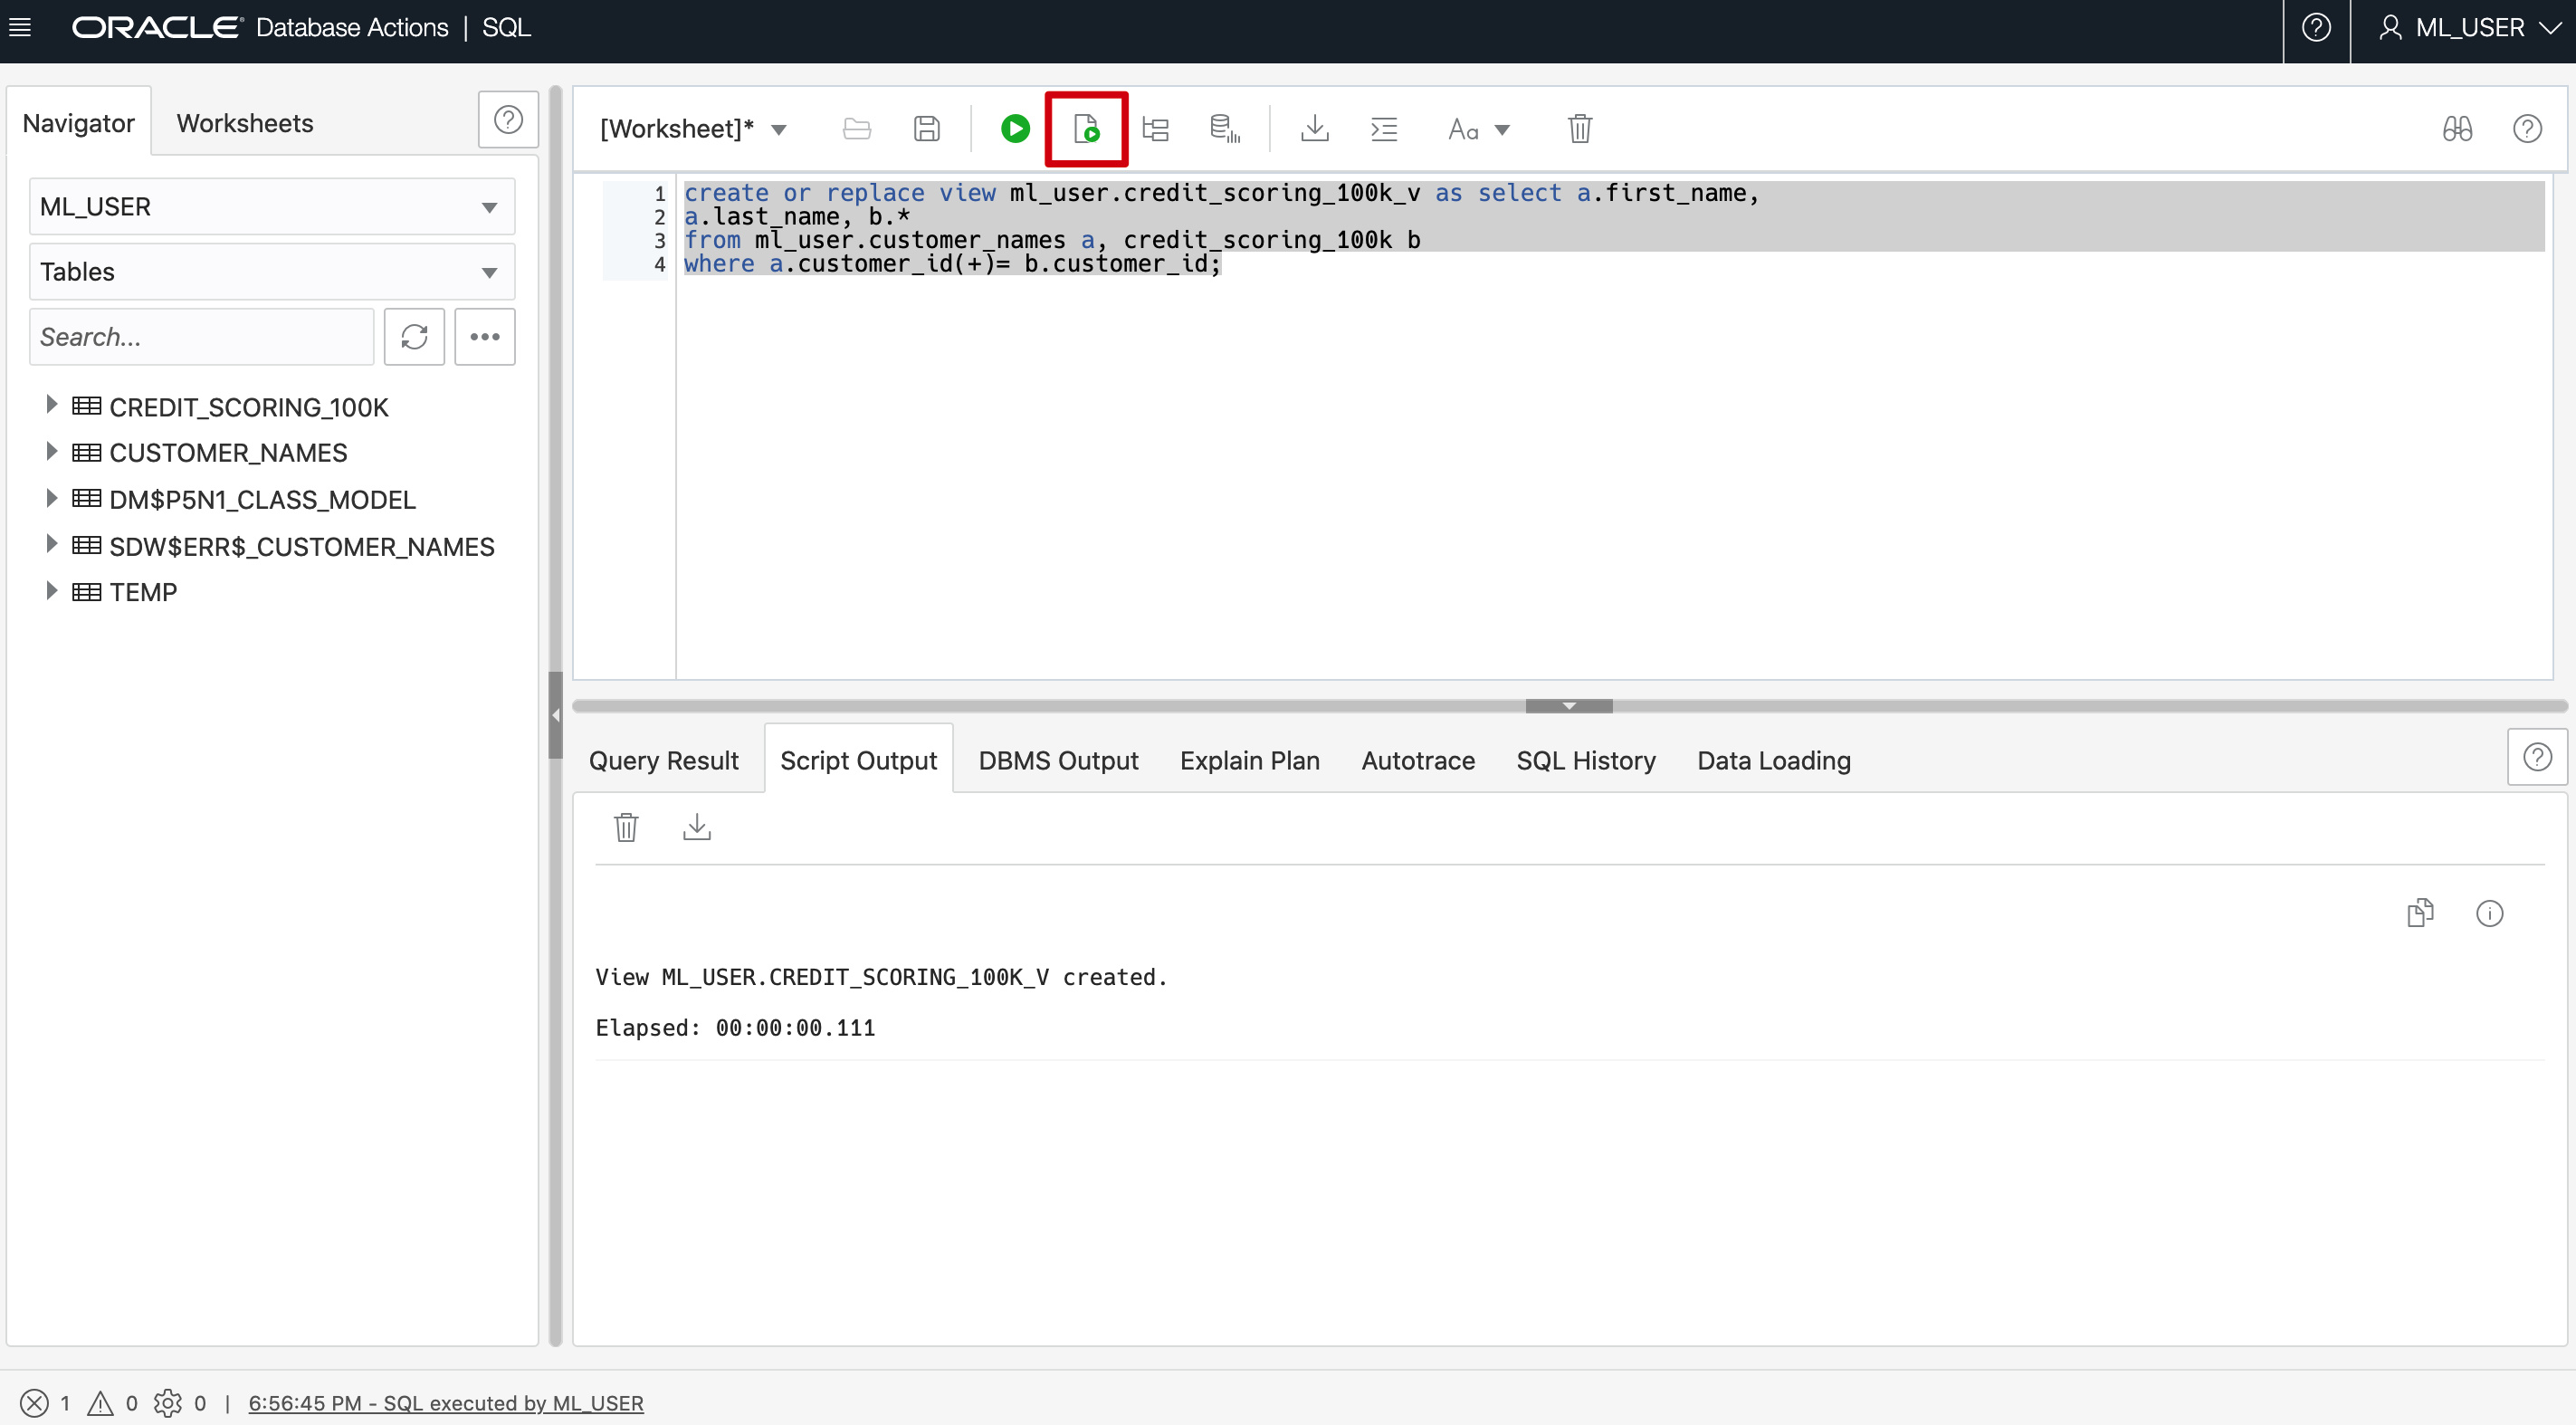 ORACLE Database Actions | SQL
ML_USER
Navigator
Worksheets
ML_USER
Tables
Search...
CREDIT_SCORING_100K
CUSTOMER_NAMES
DM$P5N1_CLASS_MODEL
SDW$ERR$_CUSTOMER_NAMES
TEMP
[Worksheet]*
Aa
1 create or replace view ml_user.credit_scoring_100k_v as select a.first_name,
2 a.last_name, b.*
3 from ml_user.customer_names a, credit_scoring_100k b
4 where a.customer_id(+)= b.customer_id;
Query Result Script Output DBMS Output Explain Plan Autotrace SQL History Data Loading
View ML_USER.CREDIT_SCORING_100K_V created.
Elapsed: 00:00:00.111
1 0 0 | 6:56:45 PM - SQL executed by ML_USER